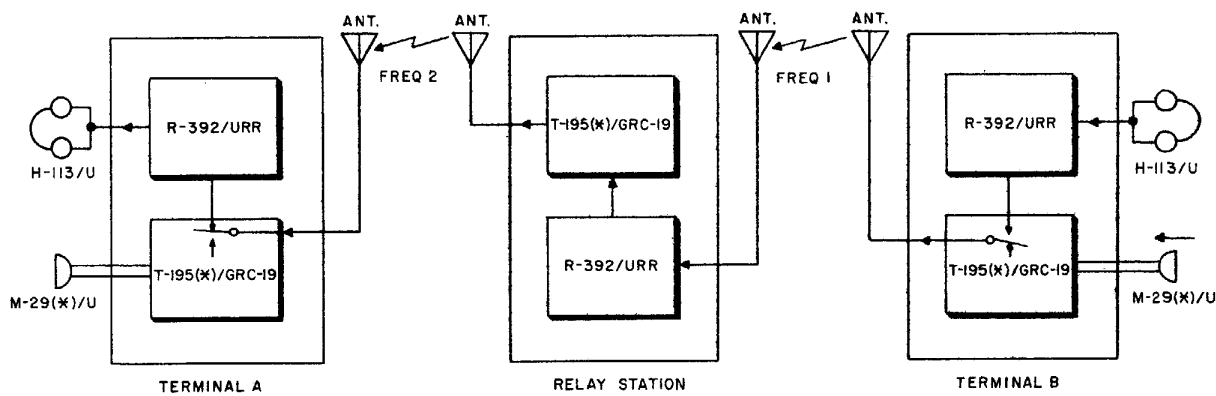 ANT.
ANT.
ANT.
ANT.
FREQ 2
FREQ 1
R-392/URR
T-195(*)/GRC-19
R-392/URR
H-113/U
H-113/U
T-195(*)/GRC-19
R-392/URR
T-195(*)/GRC-19
M-29(*)/U
M-29(*)/U
TERMINAL A
RELAY STATION
TERMINAL B